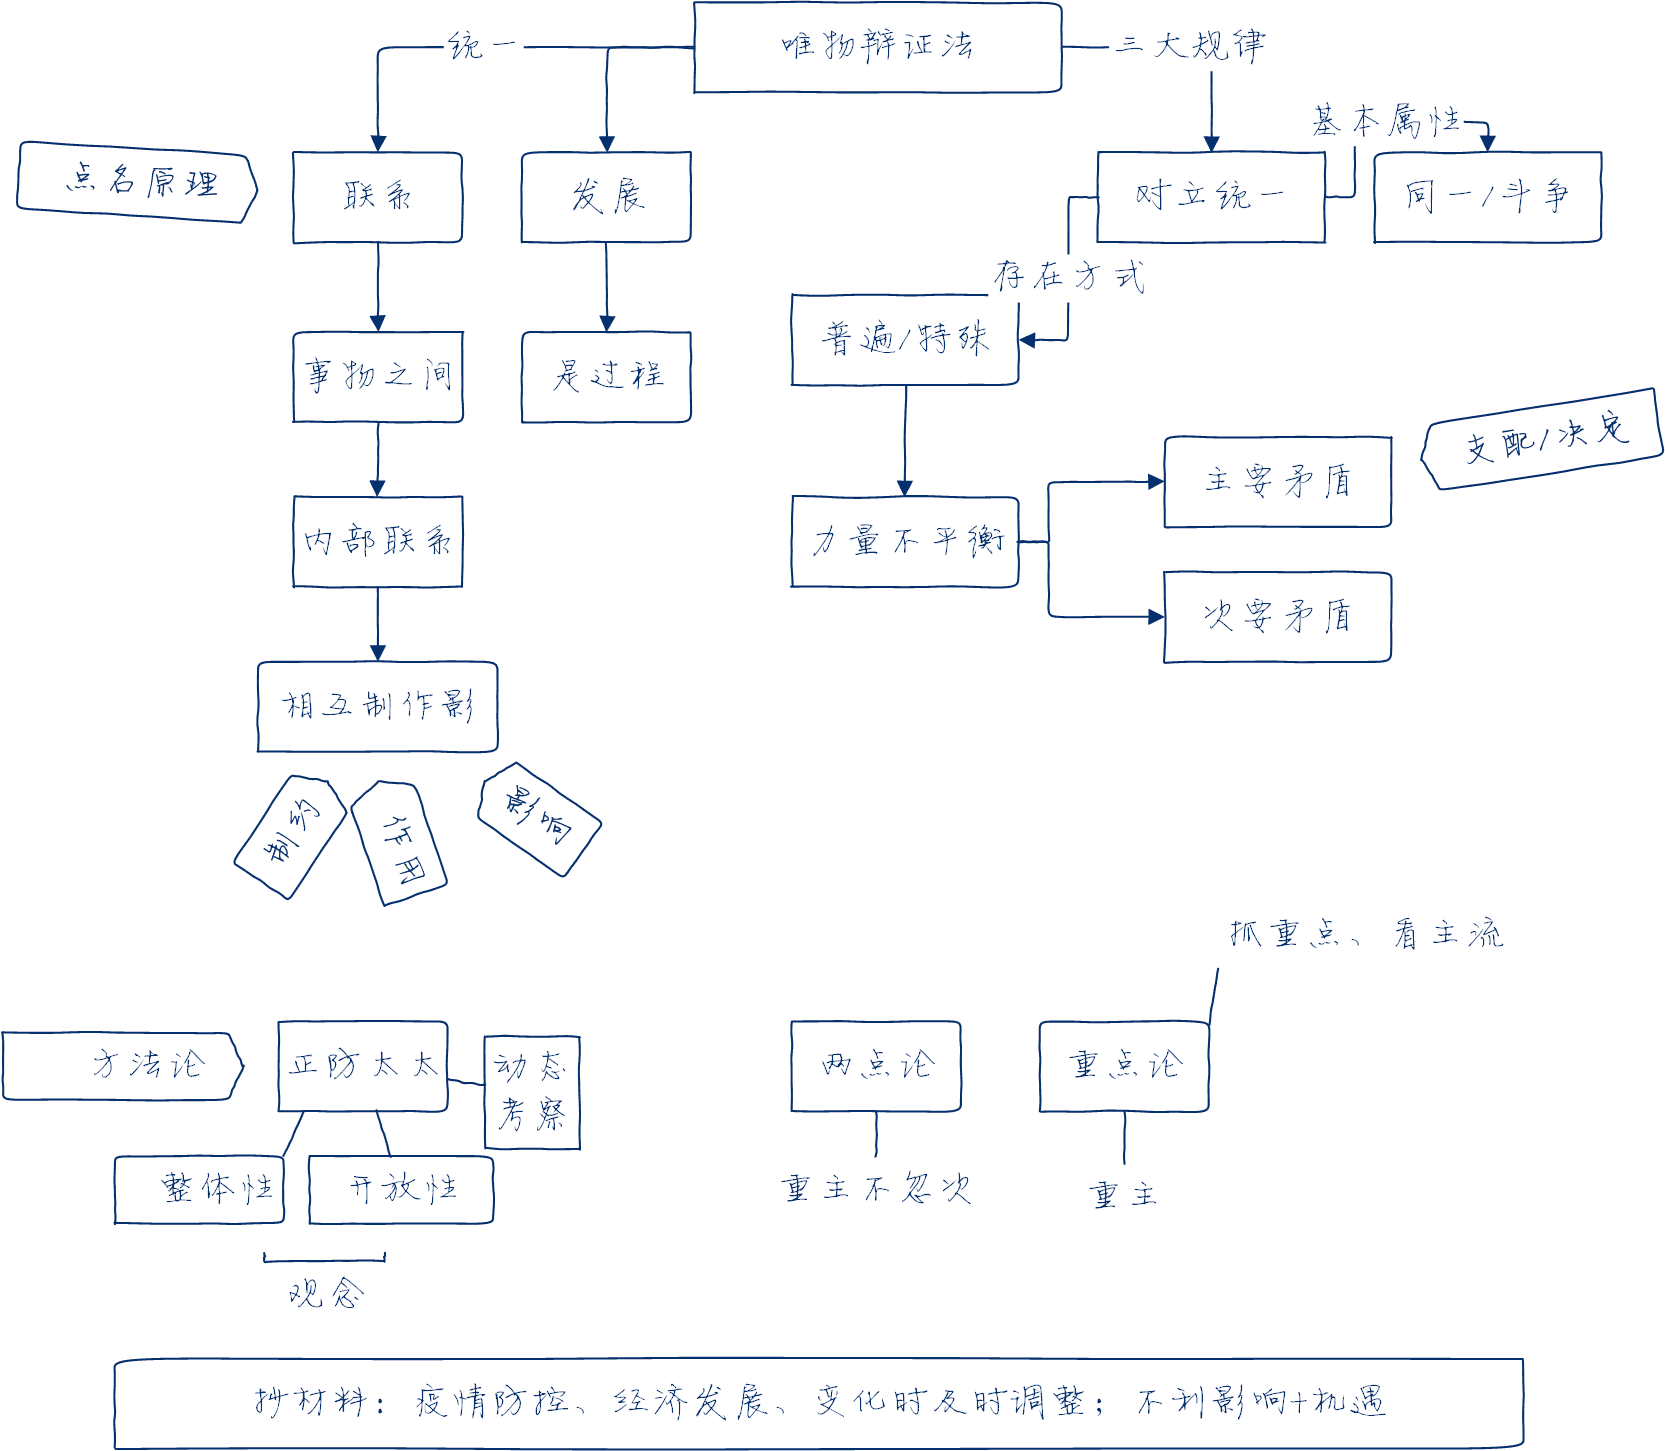 唯物辩证法
统一
三大规律
基本属性
点名原理
联系
发展
对立统一
同一/斗争
存在方式
普遍/特殊
事物之间
是过程
支配/决定
主要矛盾
内部联系
力量不平衡
次要矛盾
相互制作影
制约
作用
影响
抓重点、看主流
方法论
正防太太
动态
考察
两点论
重点论
整体性
开放性
重主不忽次
重主
观念
抄材料：疫情防控、经济发展、变化时及时调整；不利影响+机遇